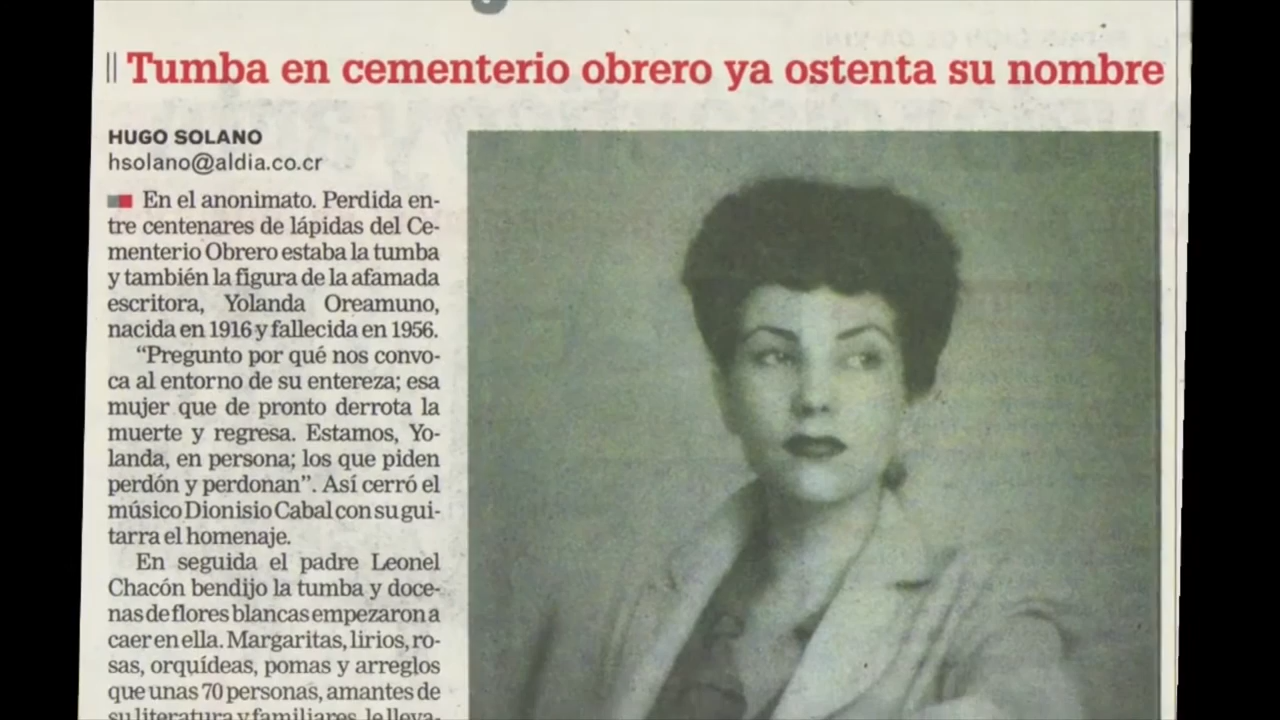 Tumba en cementerio obrero ya ostenta su nombre
HUGO SOLANO
hsolano@aldia.co.cr
En el anonimato. Perdida en-
tre centenares de lápidas del Ce-
menterio Obrero estaba la tumba
y también la figura de la afamada
escritora, Yolanda Oreamuno,
nacida en 1916 y fallecida en 1956.
“Pregunto por qué nos convo-
ca al entorno de su entereza; esa
mujer que de pronto derrota la
muerte y regresa. Estamos, Yo-
landa, en persona; los que piden
perdón y perdonan”. Así cerró el
músico Dionisio Cabal con su gui-
tarra el homenaje.
En seguida el padre Leonel
Chacón bendijo la tumba y doce-
nas de flores blancas empezaron a
caer en ella. Margaritas, lirios, ro-
sas, orquídeas, pomas y arreglos
que unas 70 personas, amantes de
su literatura y familiares, le lleva-